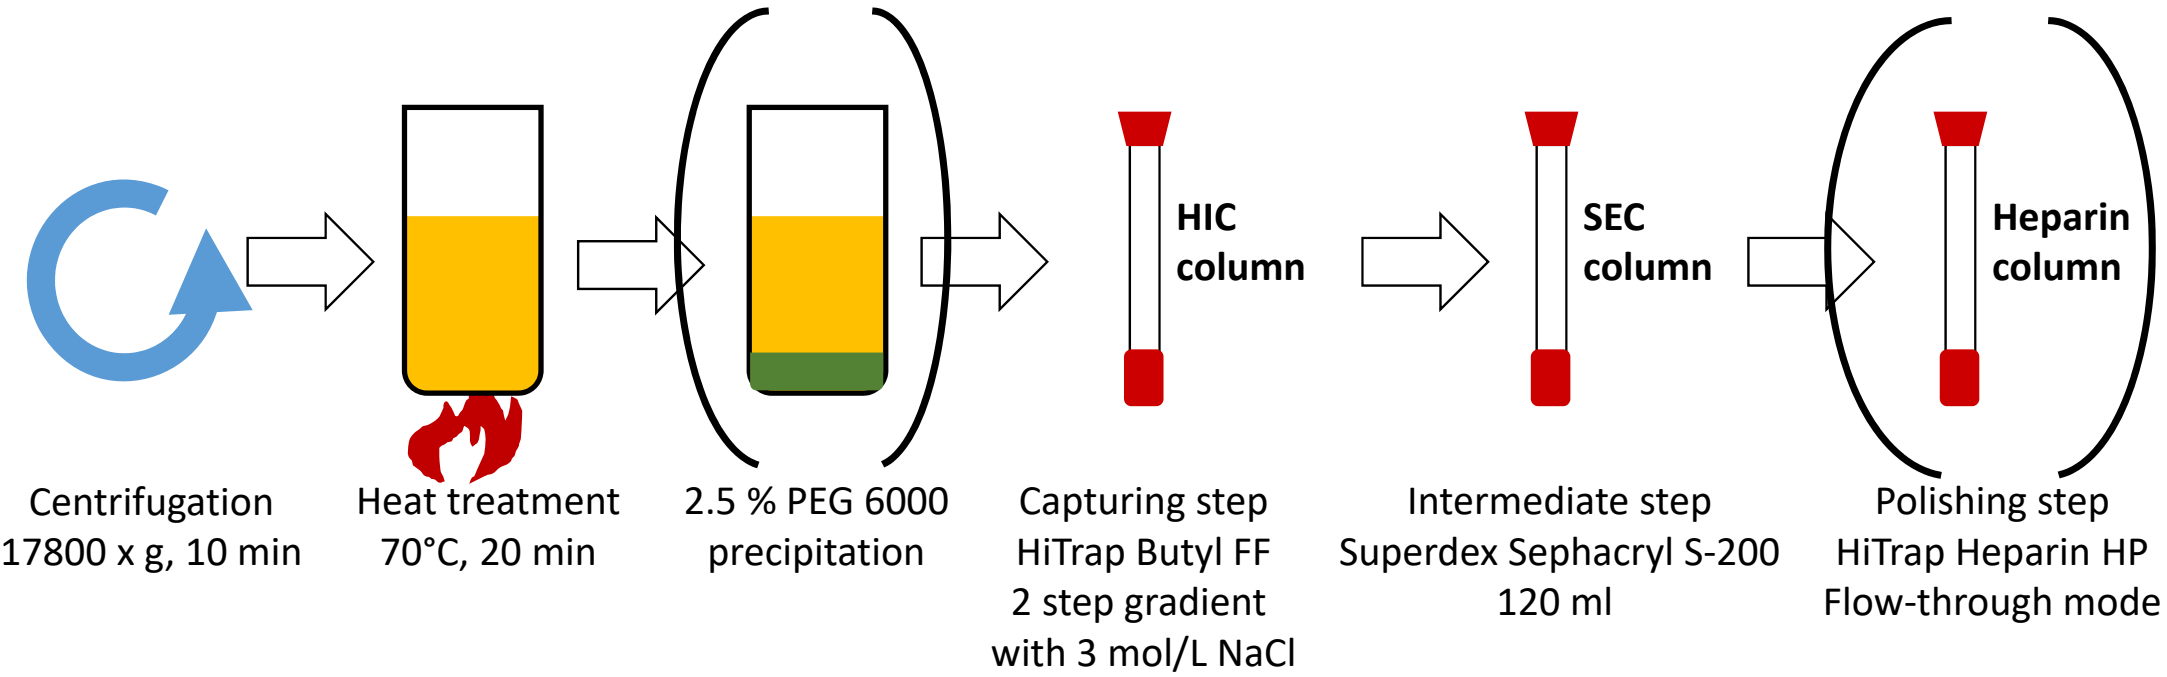 HIC
column
SEC
column
Heparin
column
Centrifugation
17800 x g, 10 min
Heat treatment
70°C, 20 min
2.5 % PEG 6000
precipitation
Capturing step
HiTrap Butyl FF
2 step gradient
with 3 mol/L NaCl
Intermediate step
Superdex Sephacryl S-200
120 ml
Polishing step
HiTrap Heparin HP
Flow-through mode